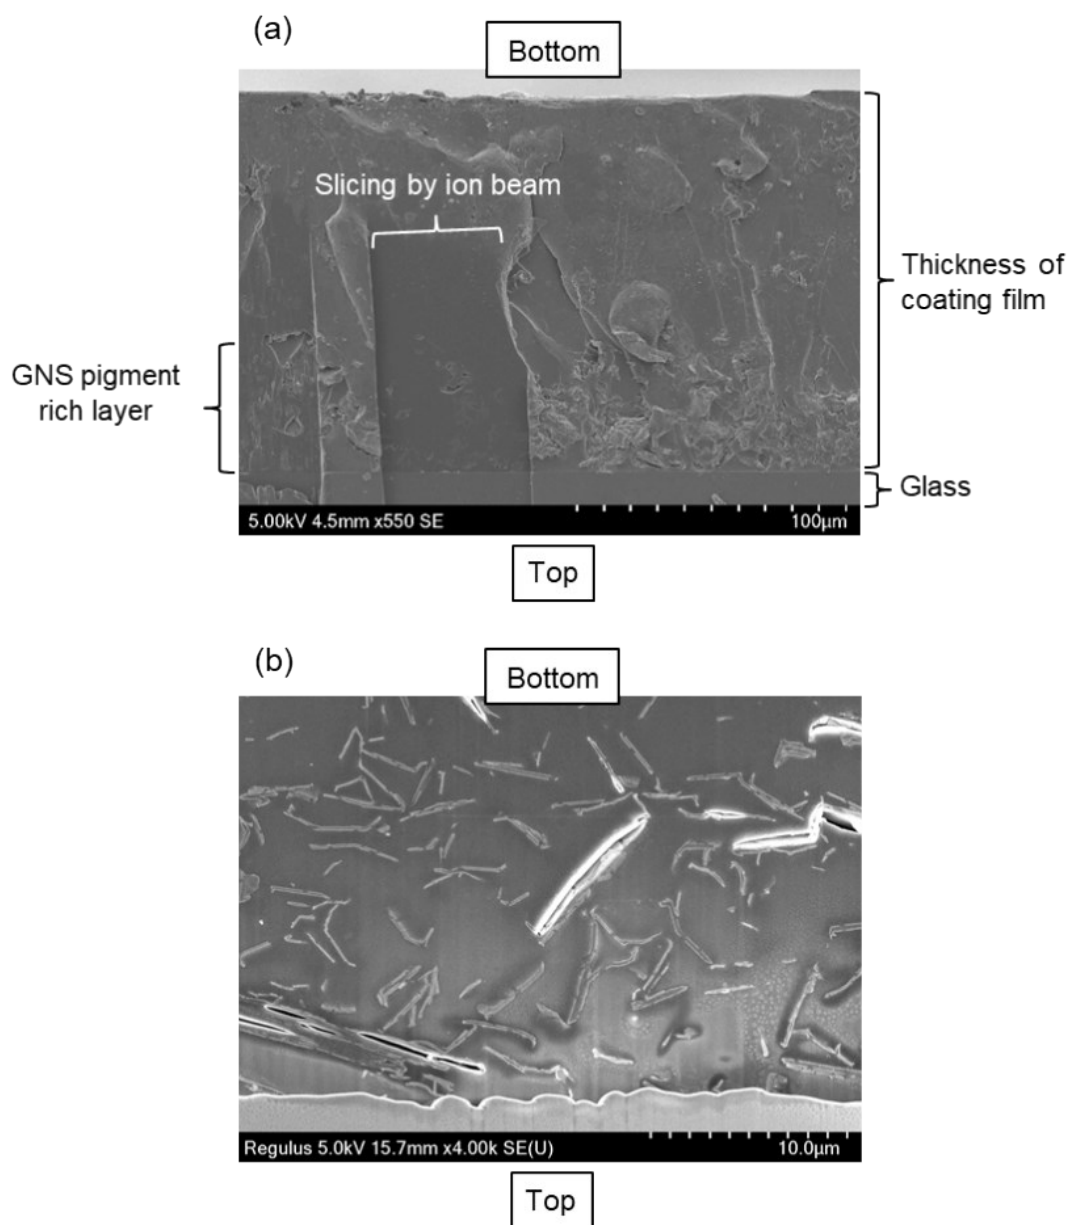 (a)
Bottom
Slicing by ion beam
Thickness of
coating film
GNS pigment
rich layer
Glass
5.00kV 4.5mm x550 SE
100µm
Top
(b)
Bottom
Regulus 5.0kV 15.7mm x4.00k SE(U)
10.0µm
Top